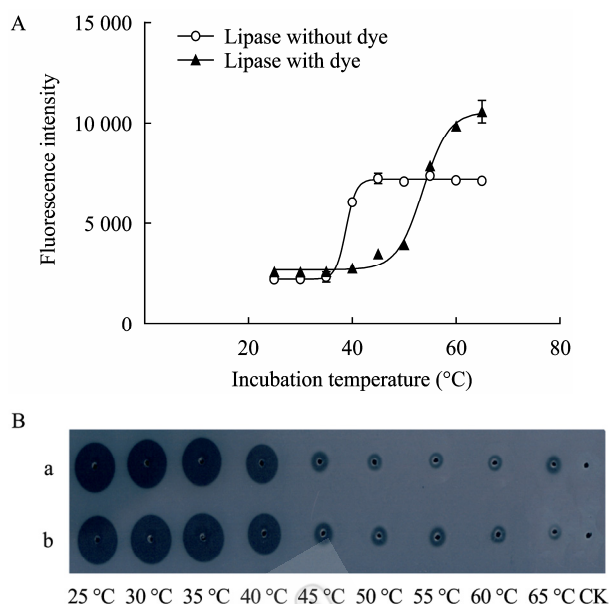 A
15 000
Lipase without dye
Lipase with dye
10 000
Fluorescence intensity
5 000
0
20
40
60
80
Incubation temperature (°C)
B
a
b
25 °C 30 °C 35 °C 40 °C 45 °C 50 °C 55 °C 60 °C 65 °C CK